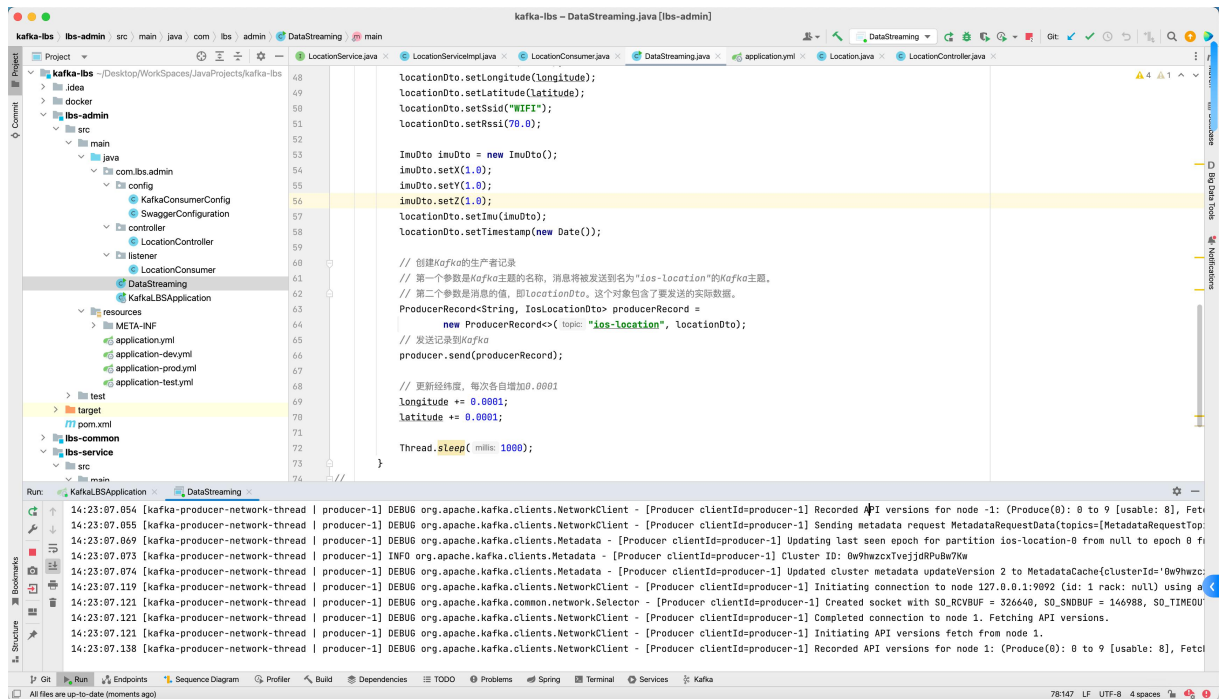 kafka-lbs – DataStreaming.java [lbs-admin]
kafka-lbs lbs-admin src main java com lbs admin DataStreaming main
DataStreaming Git:
Project
LocationService.java LocationServiceImpl.java LocationConsumer.java DataStreaming.java application.yml Location.java LocationController.java
Project
Commit
kafka-lbs ~/Desktop/WorkSpaces/JavaProjects/kafka-lbs
.idea
docker
lbs-admin
src
main
java
com.lbs.admin
config
KafkaConsumerConfig
SwaggerConfiguration
controller
LocationController
listener
LocationConsumer
DataStreaming
KafkaLBSApplication
resources
META-INF
application.yml
application-dev.yml
application-prod.yml
application-test.yml
test
target
pom.xml
lbs-common
lbs-service
src
main
4 1
48 locationDto.setLongitude(longitude);
49 locationDto.setLatitude(latitude);
50 locationDto.setSsid("WIFI");
51 locationDto.setRssi(70.0);
52
53 ImuDto imuDto = new ImuDto();
54 imuDto.setX(1.0);
55 imuDto.setY(1.0);
56 imuDto.setZ(1.0);
57 locationDto.setImu(imuDto);
58 locationDto.setTimestamp(new Date());
59
60 // 创建Kafka的生产者记录
61 // 第一个参数是Kafka主题的名称，消息将被发送到名为"ios-location"的Kafka主题。
62 // 第二个参数是消息的值，即locationDto。这个对象包含了要发送的实际数据。
63 ProducerRecord<String, IosLocationDto> producerRecord =
64 new ProducerRecord<>( topic: "ios-location", locationDto);
65 // 发送记录到Kafka
66 producer.send(producerRecord);
67
68 // 更新经纬度，每次各自增加0.0001
69 longitude += 0.0001;
70 latitude += 0.0001;
71
72 Thread.sleep( millis: 1000);
73 }
74 //
Big Data Tools
Notifications
Run: KafkaLBSApplication DataStreaming
14:23:07.054 [kafka-producer-network-thread | producer-1] DEBUG org.apache.kafka.clients.NetworkClient - [Producer clientId=producer-1] Recorded API versions for node -1: (Produce(0): 0 to 9 [usable: 8], Fetc
14:23:07.055 [kafka-producer-network-thread | producer-1] DEBUG org.apache.kafka.clients.NetworkClient - [Producer clientId=producer-1] Sending metadata request MetadataRequestData(topics=[MetadataRequestTopi
14:23:07.069 [kafka-producer-network-thread | producer-1] DEBUG org.apache.kafka.clients.Metadata - [Producer clientId=producer-1] Updating last seen epoch for partition ios-location-0 from null to epoch 0 fr
14:23:07.073 [kafka-producer-network-thread | producer-1] INFO org.apache.kafka.clients.Metadata - [Producer clientId=producer-1] Cluster ID: 0w9hwzcxTvejjdRPuBw7Kw
14:23:07.074 [kafka-producer-network-thread | producer-1] DEBUG org.apache.kafka.clients.Metadata - [Producer clientId=producer-1] Updated cluster metadata updateVersion 2 to MetadataCache{clusterId='0w9hwzc
14:23:07.119 [kafka-producer-network-thread | producer-1] DEBUG org.apache.kafka.clients.NetworkClient - [Producer clientId=producer-1] Initiating connection to node 127.0.0.1:9092 (id: 1 rack: null) using a
14:23:07.121 [kafka-producer-network-thread | producer-1] DEBUG org.apache.kafka.common.network.Selector - [Producer clientId=producer-1] Created socket with SO_RCVBUF = 326640, SO_SNDBUF = 146988, SO_TIMEOUT
14:23:07.121 [kafka-producer-network-thread | producer-1] DEBUG org.apache.kafka.clients.NetworkClient - [Producer clientId=producer-1] Completed connection to node 1. Fetching API versions.
14:23:07.121 [kafka-producer-network-thread | producer-1] DEBUG org.apache.kafka.clients.NetworkClient - [Producer clientId=producer-1] Initiating API versions fetch from node 1.
14:23:07.138 [kafka-producer-network-thread | producer-1] DEBUG org.apache.kafka.clients.NetworkClient - [Producer clientId=producer-1] Recorded API versions for node 1: (Produce(0): 0 to 9 [usable: 8], Fetch
Bookmarks
Structure
Git Run Endpoints Sequence Diagram Profiler Build Dependencies TODO Problems Spring Terminal Services Kafka
All files are up-to-date (moments ago)
78:147 LF UTF-8 4 spaces